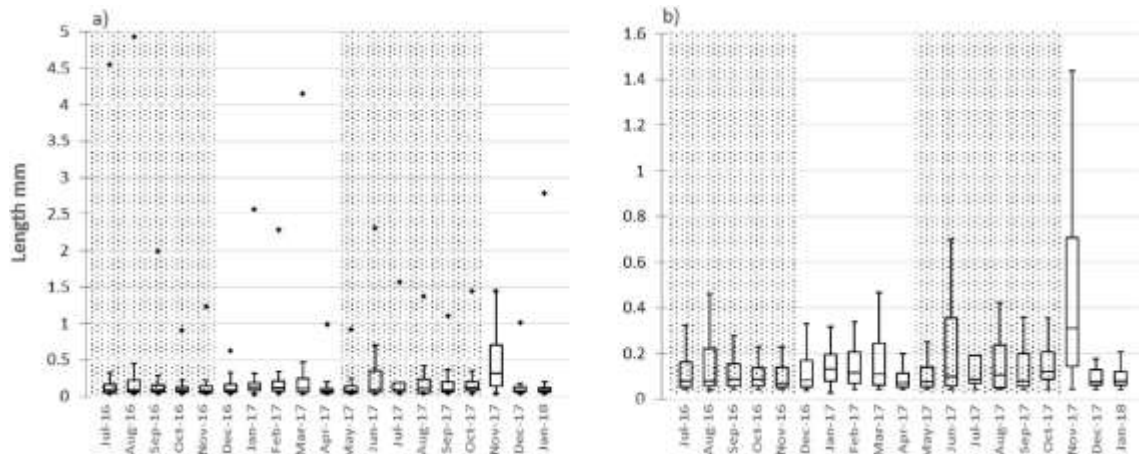 a)
5
4.5
4
3.5
3
2.5
2
1.5
1
0.5
0
Length mm
Jul-16
Aug-16
Sep-16
Oct-16
Nov-16
Dec-16
Jan-17
Feb-17
Mar-17
Apr-17
May-17
Jun-17
Jul-17
Aug-17
Sep-17
Oct-17
Nov-17
Dec-17
Jan-18
b)
1.6
1.4
1.2
1
0.8
0.6
0.4
0.2
0
Jul-16
Aug-16
Sep-16
Oct-16
Nov-16
Dec-16
Jan-17
Feb-17
Mar-17
Apr-17
May-17
Jun-17
Jul-17
Aug-17
Sep-17
Oct-17
Nov-17
Dec-17
Jan-18